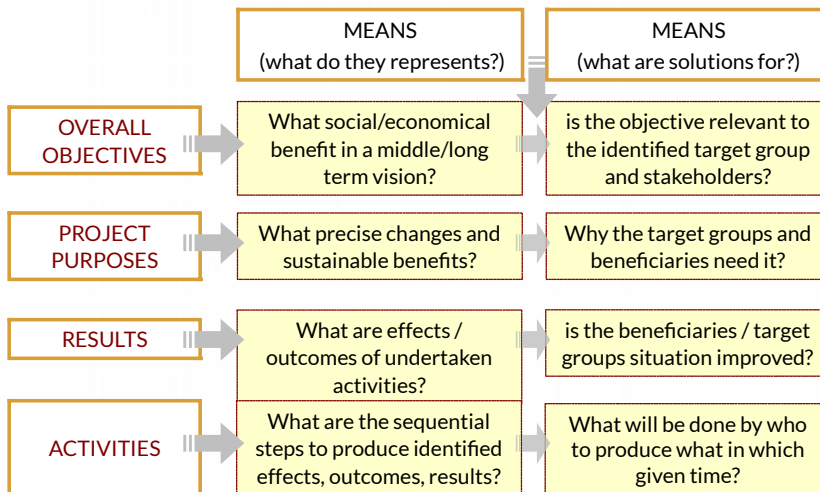 MEANS
(what do they represents?)
MEANS
(what are solutions for?)
OVERALL
OBJECTIVES
What social/economical
benefit in a middle/long
term vision?
is the objective relevant to
the identified target group
and stakeholders?
PROJECT
PURPOSES
What precise changes and
sustainable benefits?
Why the target groups and
beneficiaries need it?
RESULTS
What are effects /
outcomes of undertaken
activities?
is the beneficiaries / target
groups situation improved?
ACTIVITIES
What are the sequential
steps to produce identified
effects, outcomes, results?
What will be done by who
to produce what in which
given time?